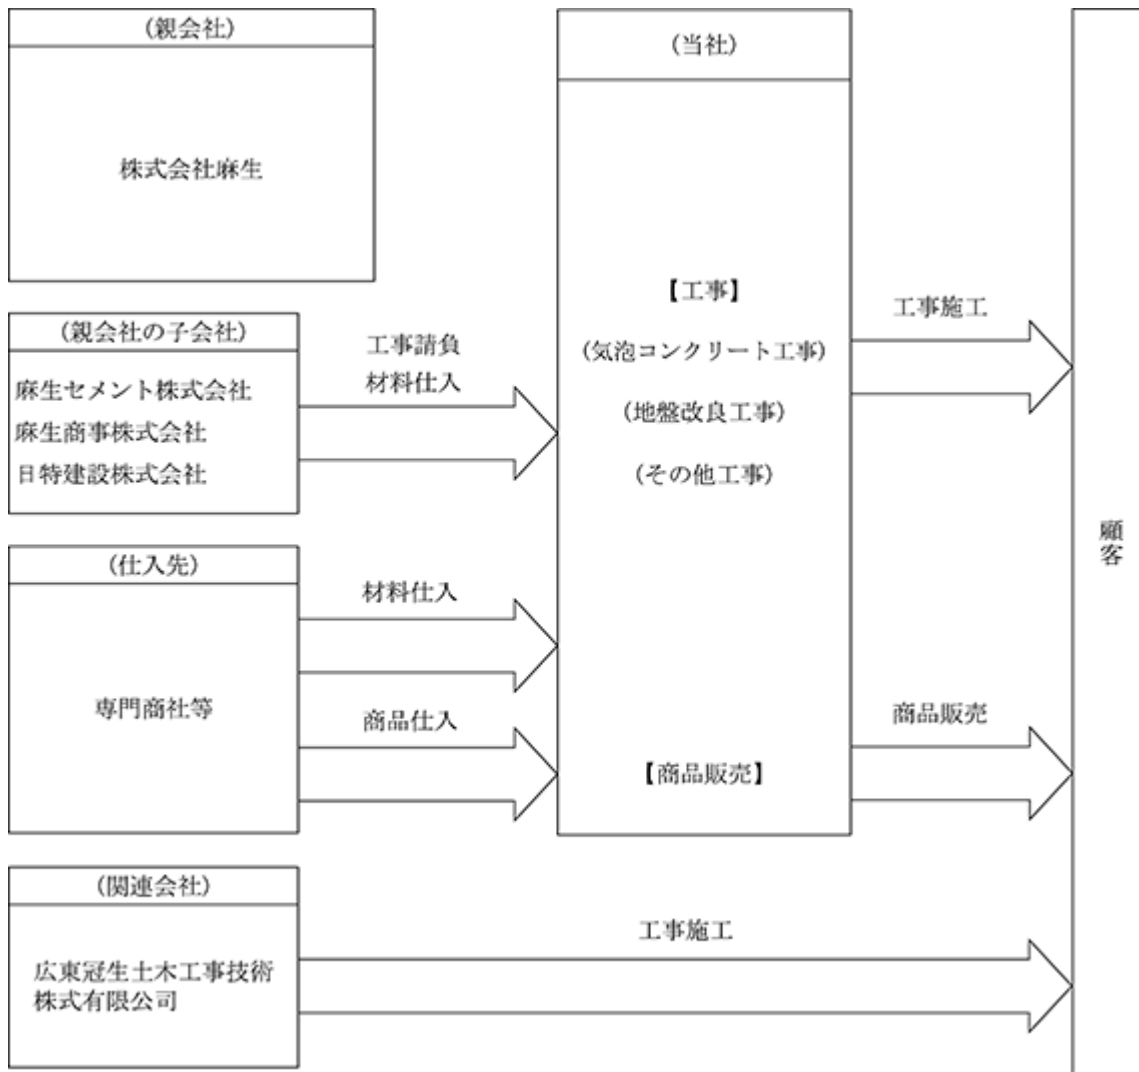 (親会社)
株式会社麻生
(親会社の子会社)
麻生セメント株式会社
麻生商事株式会社
日特建設株式会社
工事請負
材料仕入
(仕入先)
専門商社等
材料仕入
商品仕入
(関連会社)
広東冠生土木工事技術
株式有限公司
工事施工
(当社)
【工事】
(気泡コンクリート工事)
(地盤改良工事)
(その他工事)
【商品販売】
工事施工
商品販売
顧客